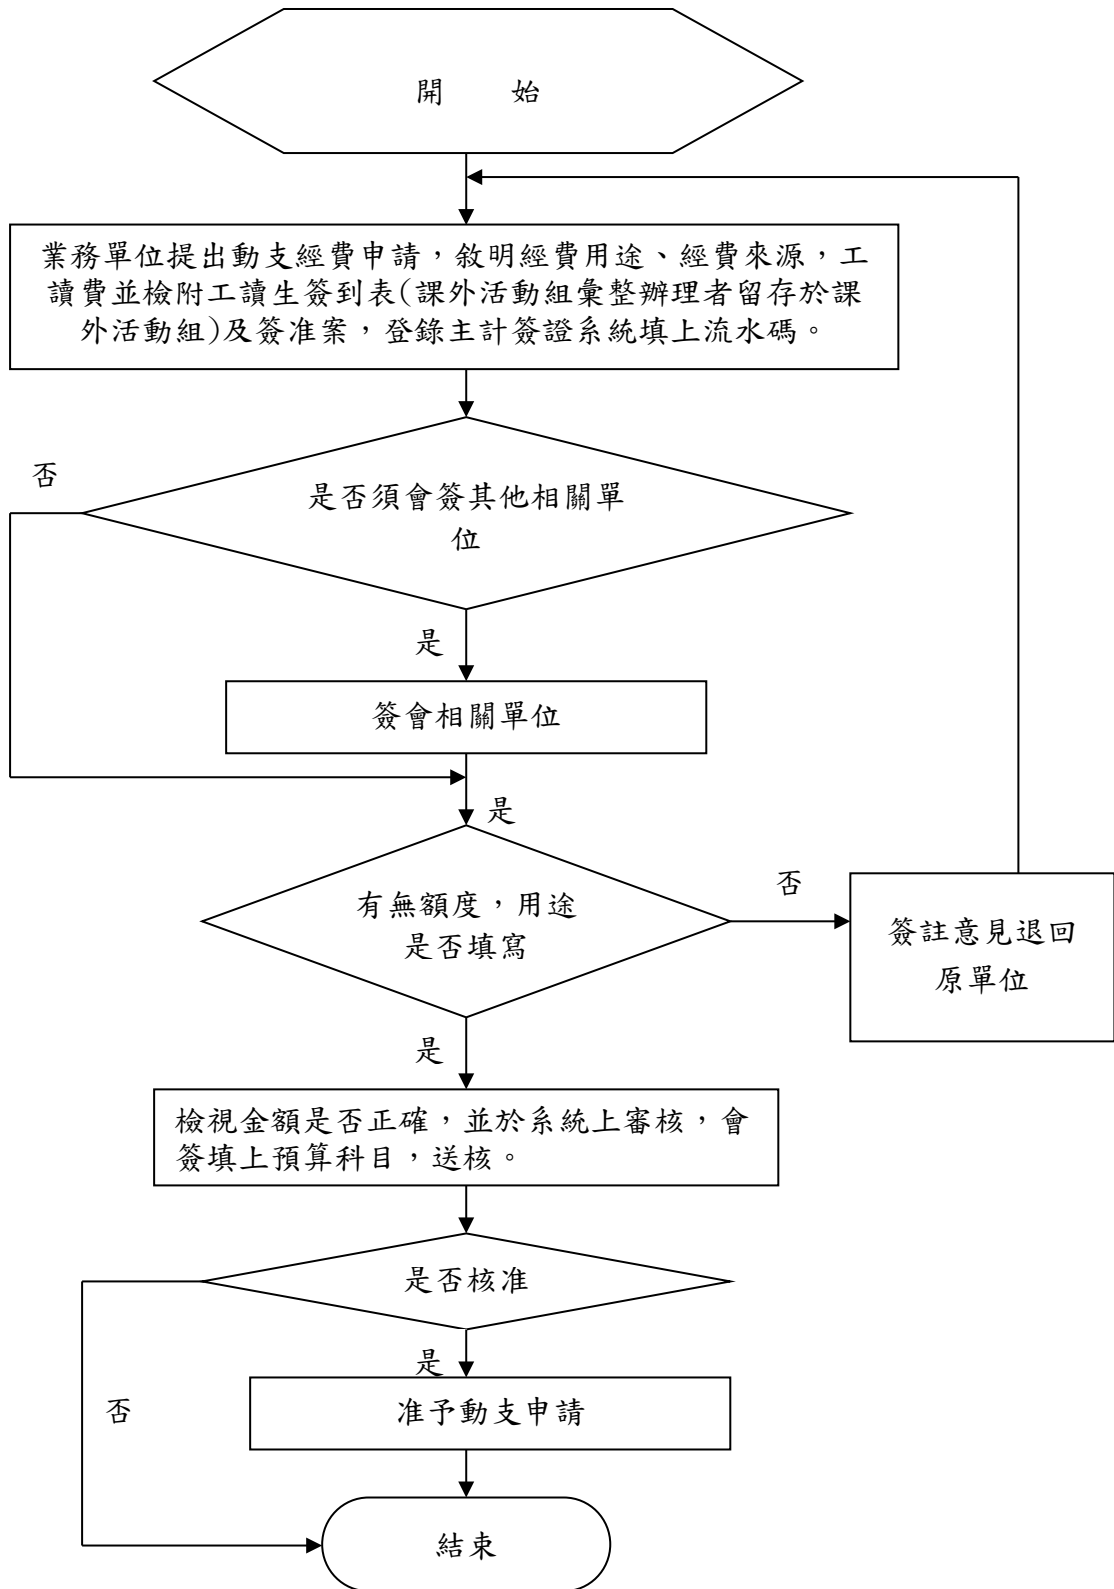 開 始
業務單位提出動支經費申請，敘明經費用途、經費來源，工
讀費並檢附工讀生簽到表(課外活動組彙整辦理者留存於課
外活動組)及簽准案，登錄主計簽證系統填上流水碼。
否
是否須會簽其他相關單
位
是
簽會相關單位
是
有無額度，用途
是否填寫
否
簽註意見退回
原單位
是
檢視金額是否正確，並於系統上審核，會
簽填上預算科目，送核。
是否核准
是
否
准予動支申請
結束